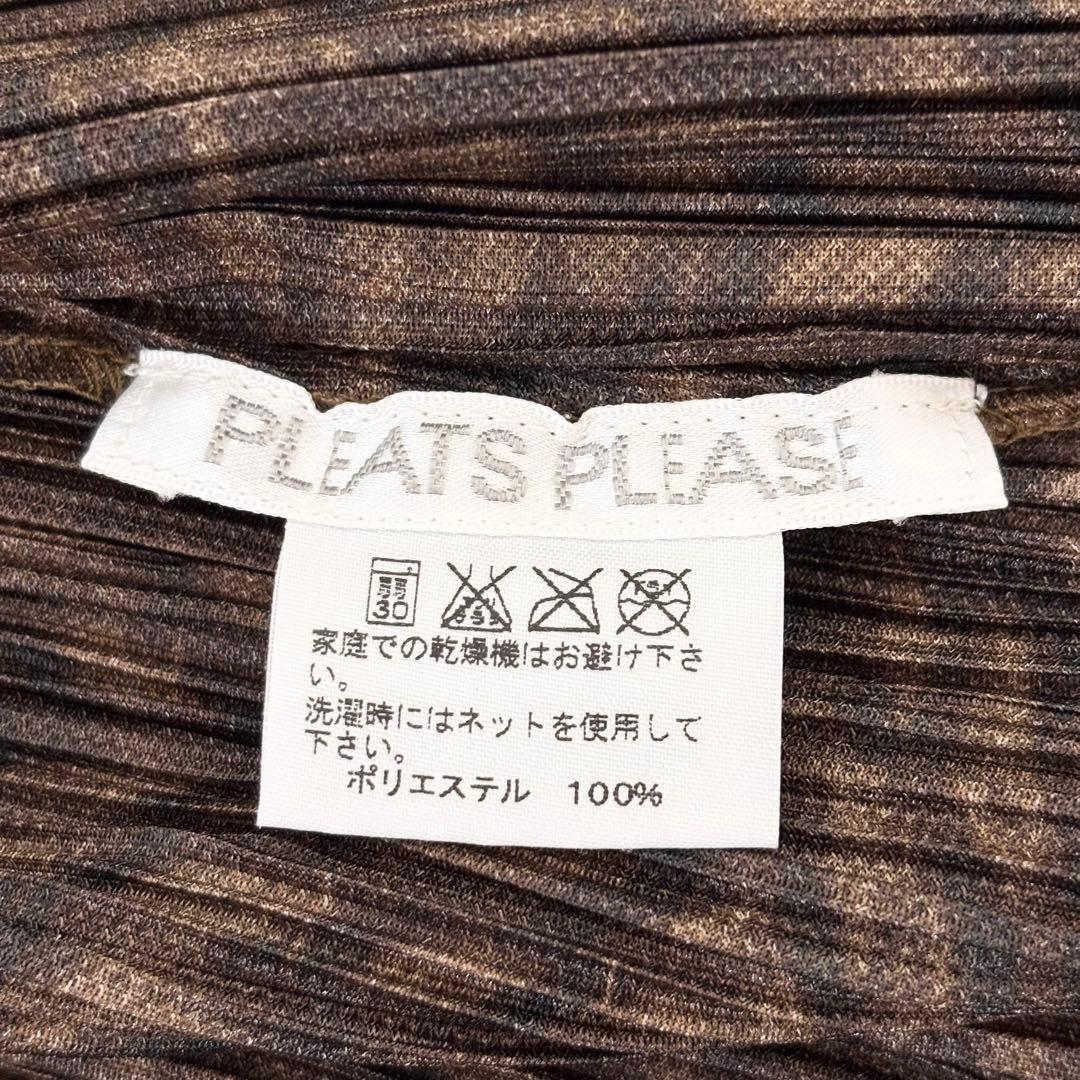 PLEATS PLEASE
弱
30
家庭での乾燥機はお避け下さ
い。
洗濯時にはネットを使用して
下さい。
ポリエステル 100%